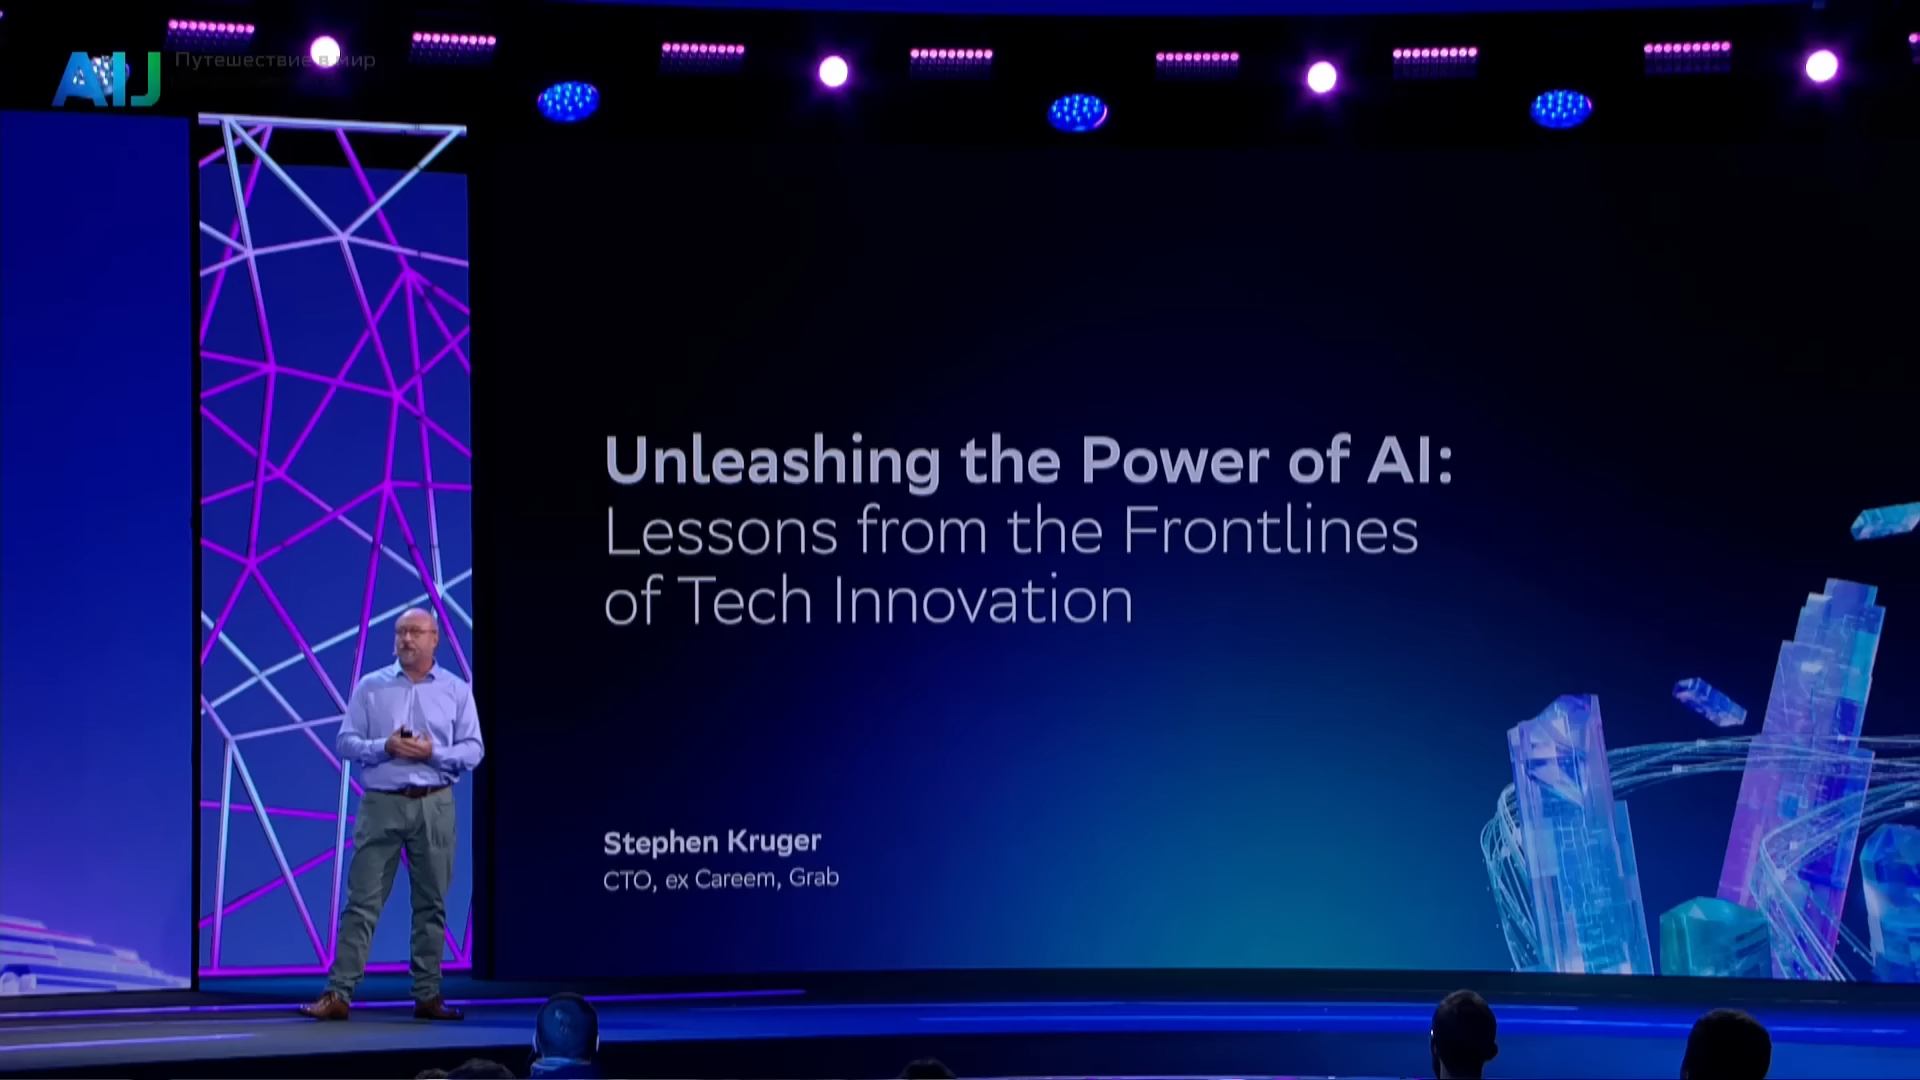 AIJ
Путешествие в мир
Unleashing the Power of AI:
Lessons from the Frontlines
of Tech Innovation
Stephen Kruger
CTO, ex Careem, Grab